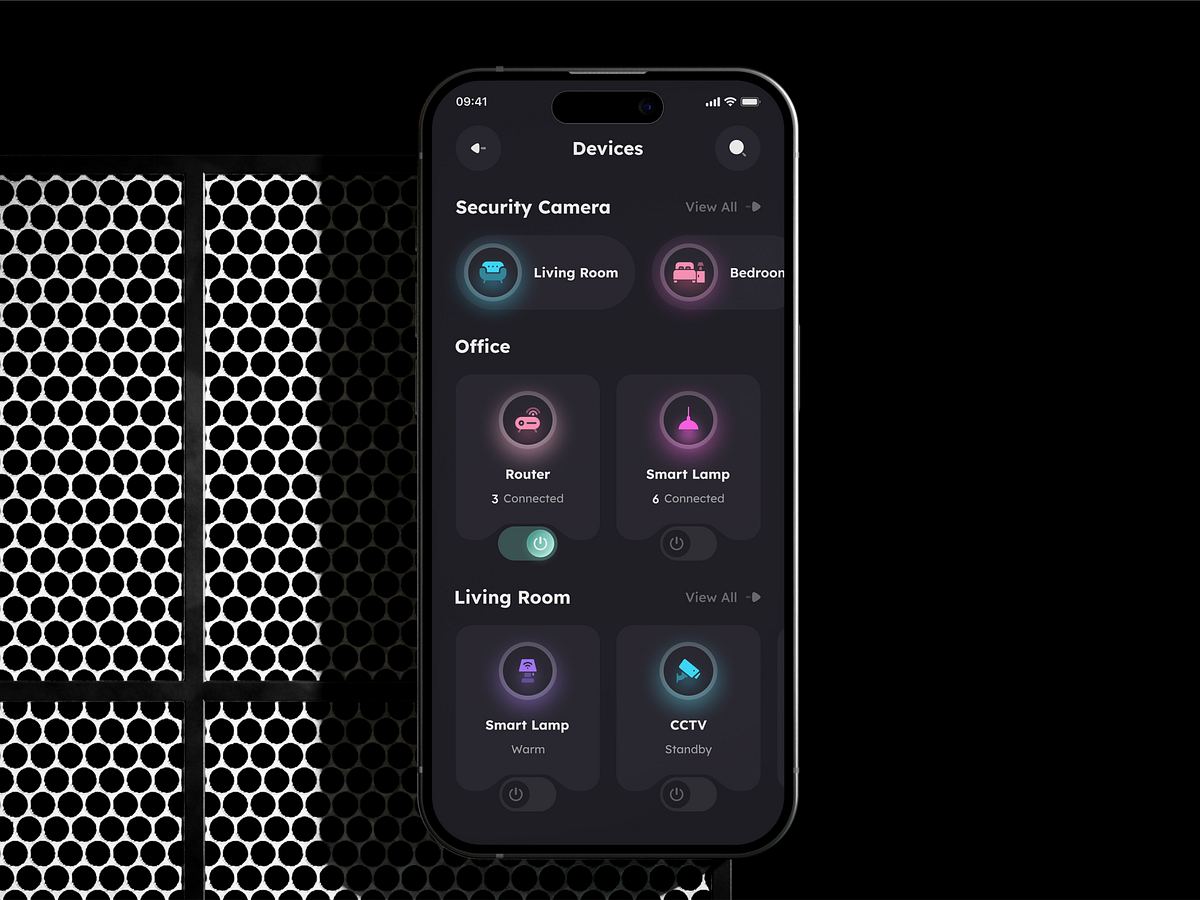 09:41
Devices
Security Camera
View All
Living Room
Bedroom
Office
Router
Smart Lamp
3 Connected
6 Connected
Living Room
View All
Smart Lamp
CCTV
Warm
Standby